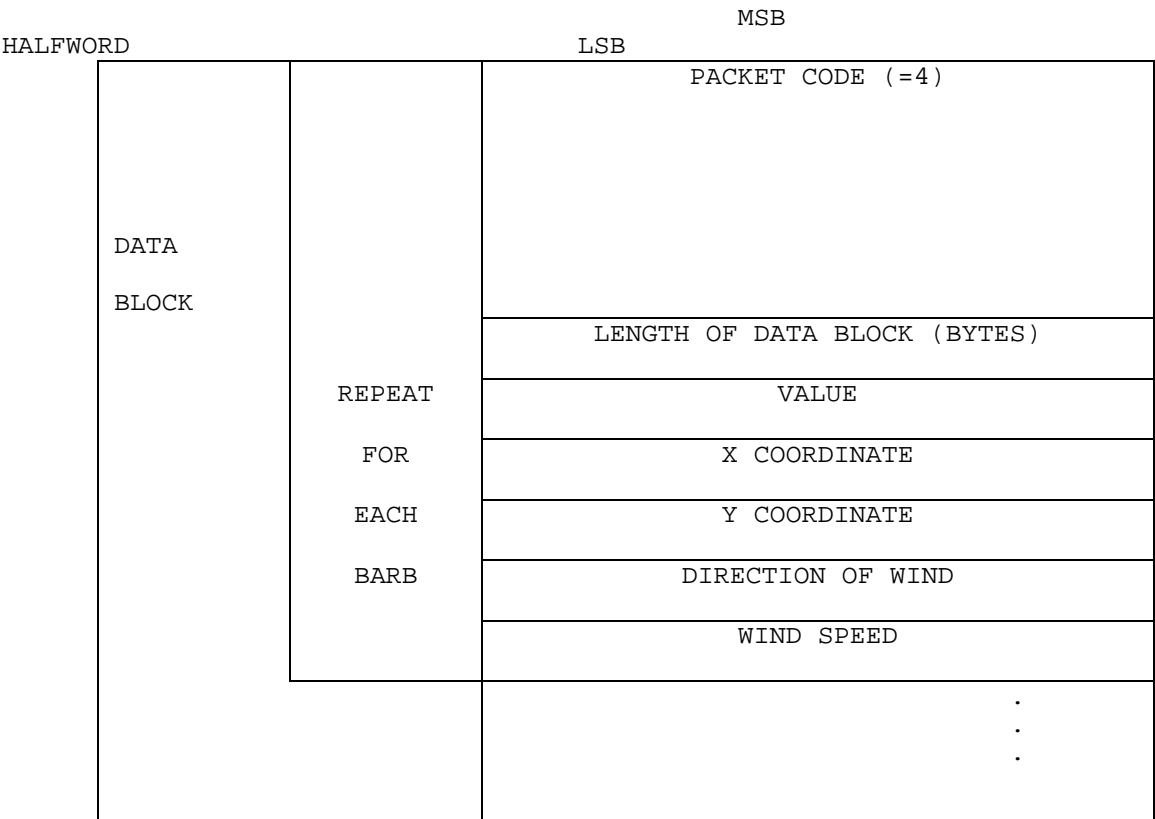 MSB
HALFWORD LSB
PACKET CODE (=4)
DATA
BLOCK
LENGTH OF DATA BLOCK (BYTES)
REPEAT VALUE
FOR X COORDINATE
EACH Y COORDINATE
BARB DIRECTION OF WIND
WIND SPEED
.
.
.